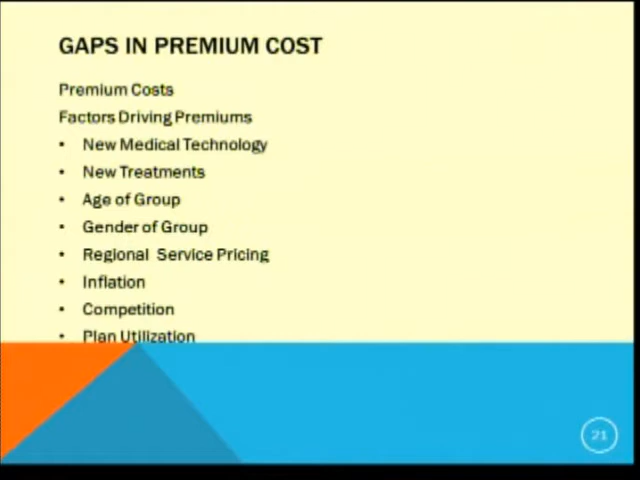 GAPS IN PREMIUM COST
Premium Costs
Factors Driving Premiums
• New Medical Technology
• New Treatments
• Age of Group
• Gender of Group
• Regional Service Pricing
• Inflation
• Competition
• Plan Utilization
21